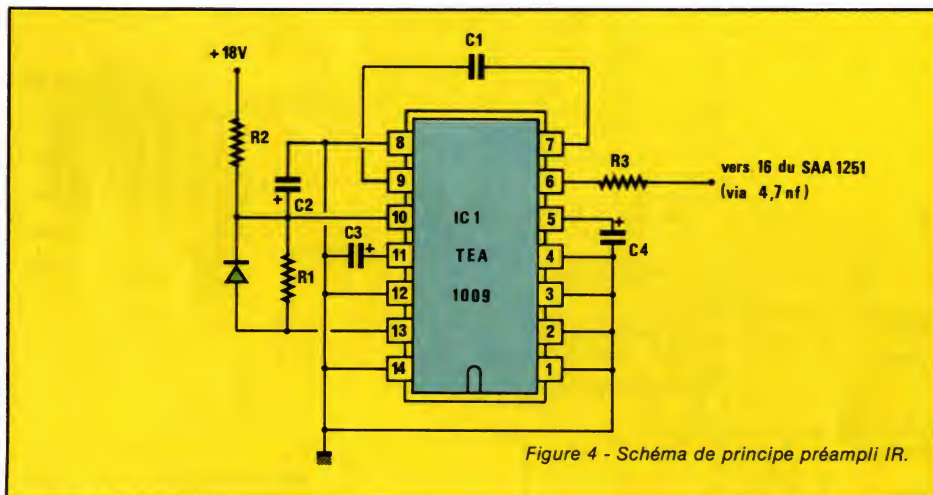 +18V
C1
R2
8
7
R3
vers 16 du SAA 1251
(via 4,7 nf)
9
6
C2
+
10
IC1
5
+
C3
+
11
TEA
4
C4
R1
12
1009
3
13
2
14
1
Figure 4 - Schéma de principe préampli IR.